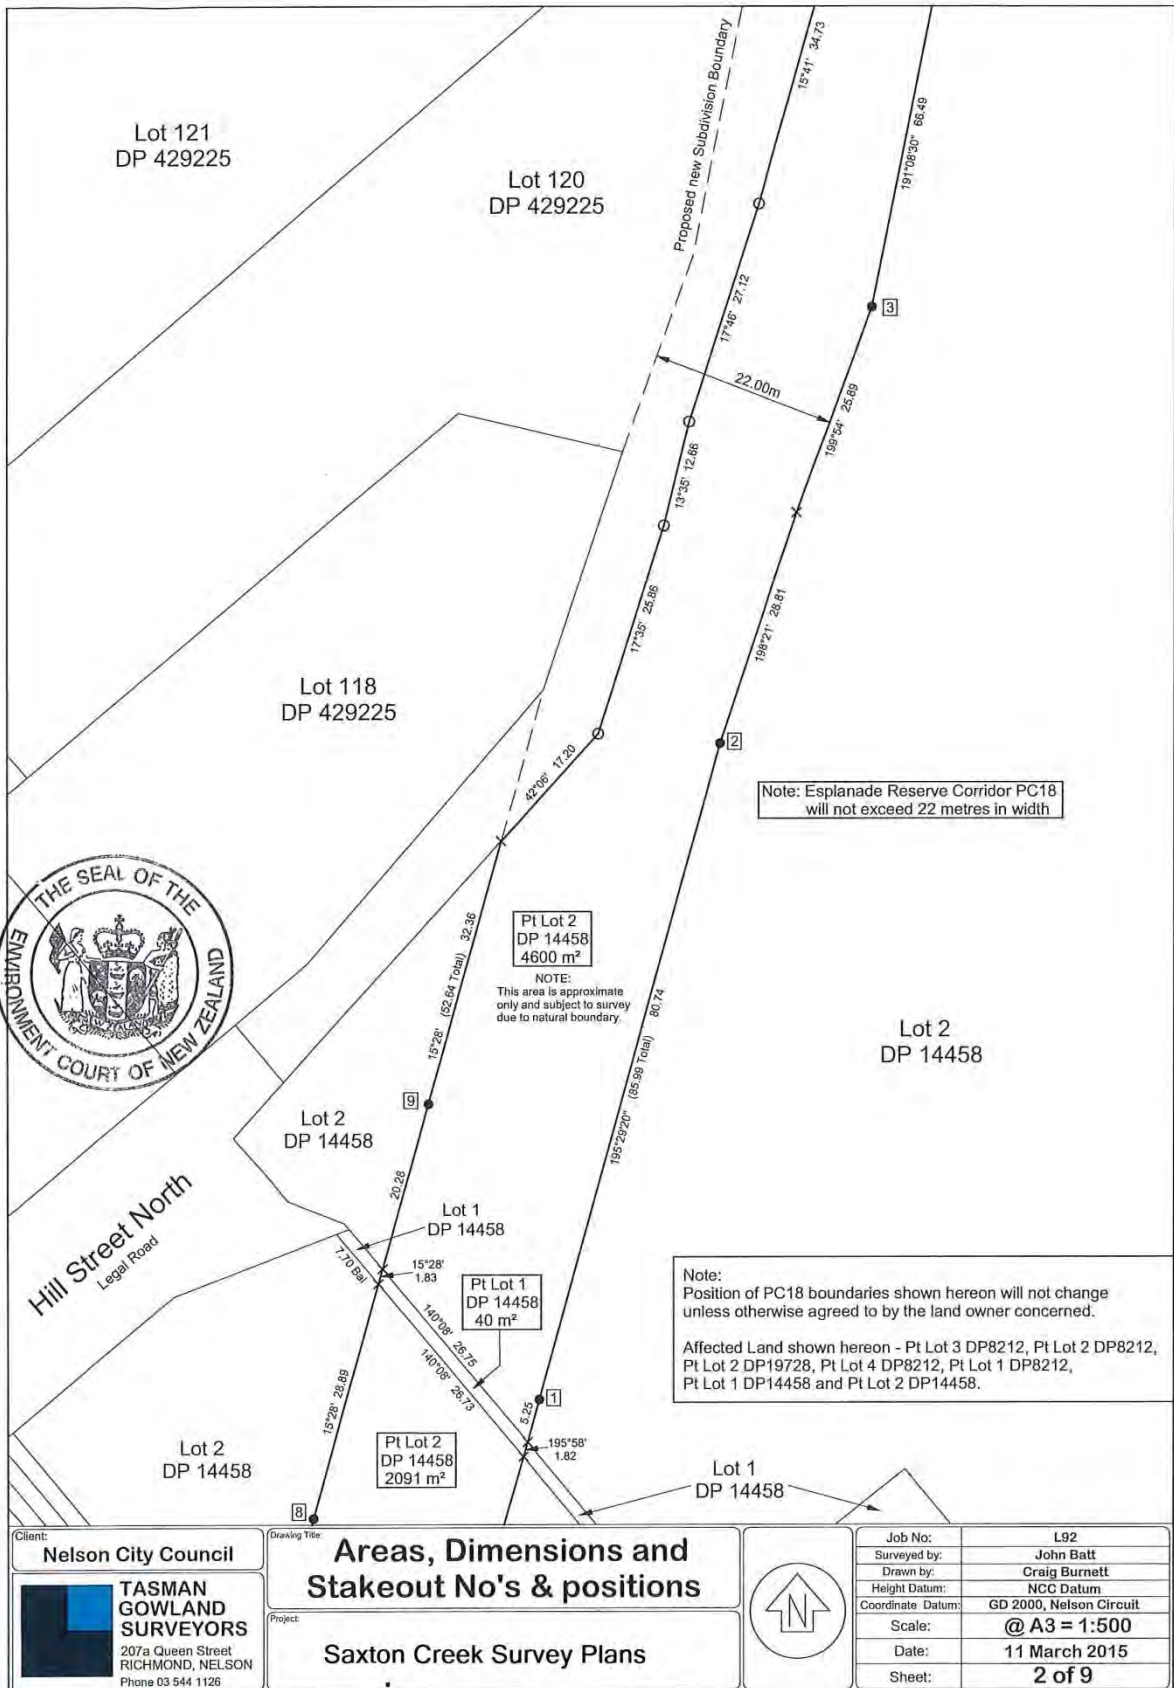 Lot 121
DP 429225
Lot 120
DP 429225
Proposed new Subdivision Boundary
15°41' 34.73
191°08'30" 66.49
17°46' 27.12
3
22.00m
199°54' 25.89
13°35' 12.66
17°35' 25.86
198°21' 28.81
Lot 118
DP 429225
2
42°06' 17.20
Note: Esplanade Reserve Corridor PC18
will not exceed 22 metres in width
THE SEAL OF THE
ENVIRONMENT COURT OF NEW ZEALAND
NEW ZEALAND
Pt Lot 2
DP 14458
4600 m²
NOTE:
This area is approximate
only and subject to survey
due to natural boundary.
15°28' (52.64 Total) 32.36
195°29'20" (85.99 Total) 80.74
Lot 2
DP 14458
9
Lot 2
DP 14458
20.28
Hill Street North
Legal Road
Lot 1
DP 14458
7.70 Bal
15°28'
1.83
Pt Lot 1
DP 14458
40 m²
140°08' 26.75
140°08' 26.73
Note:
Position of PC18 boundaries shown hereon will not change
unless otherwise agreed to by the land owner concerned.
Affected Land shown hereon - Pt Lot 3 DP8212, Pt Lot 2 DP8212,
Pt Lot 2 DP19728, Pt Lot 4 DP8212, Pt Lot 1 DP8212,
Pt Lot 1 DP14458 and Pt Lot 2 DP14458.
15°28' 28.89
1
5.25
195°58'
1.82
Lot 2
DP 14458
Pt Lot 2
DP 14458
2091 m²
Lot 1
DP 14458
8
Client:
Nelson City Council
TASMAN
GOWLAND
SURVEYORS
207a Queen Street
RICHMOND, NELSON
Phone 03 544 1126
Drawing Title:
Areas, Dimensions and
Stakeout No's & positions
Project:
Saxton Creek Survey Plans
N
Job No: L92
Surveyed by: John Batt
Drawn by: Craig Burnett
Height Datum: NCC Datum
Coordinate Datum: GD 2000, Nelson Circuit
Scale: @ A3 = 1:500
Date: 11 March 2015
Sheet: 2 of 9